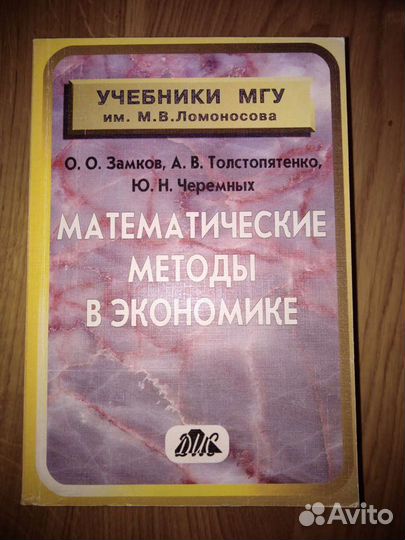 УЧЕБНИКИ МГУ
им. М.В.Ломоносова
О. О. Замков, А. В. Толстопятенко,
Ю. Н. Черемных
МАТЕМАТИЧЕСКИЕ
МЕТОДЫ
В ЭКОНОМИКЕ
ДИС
Avito